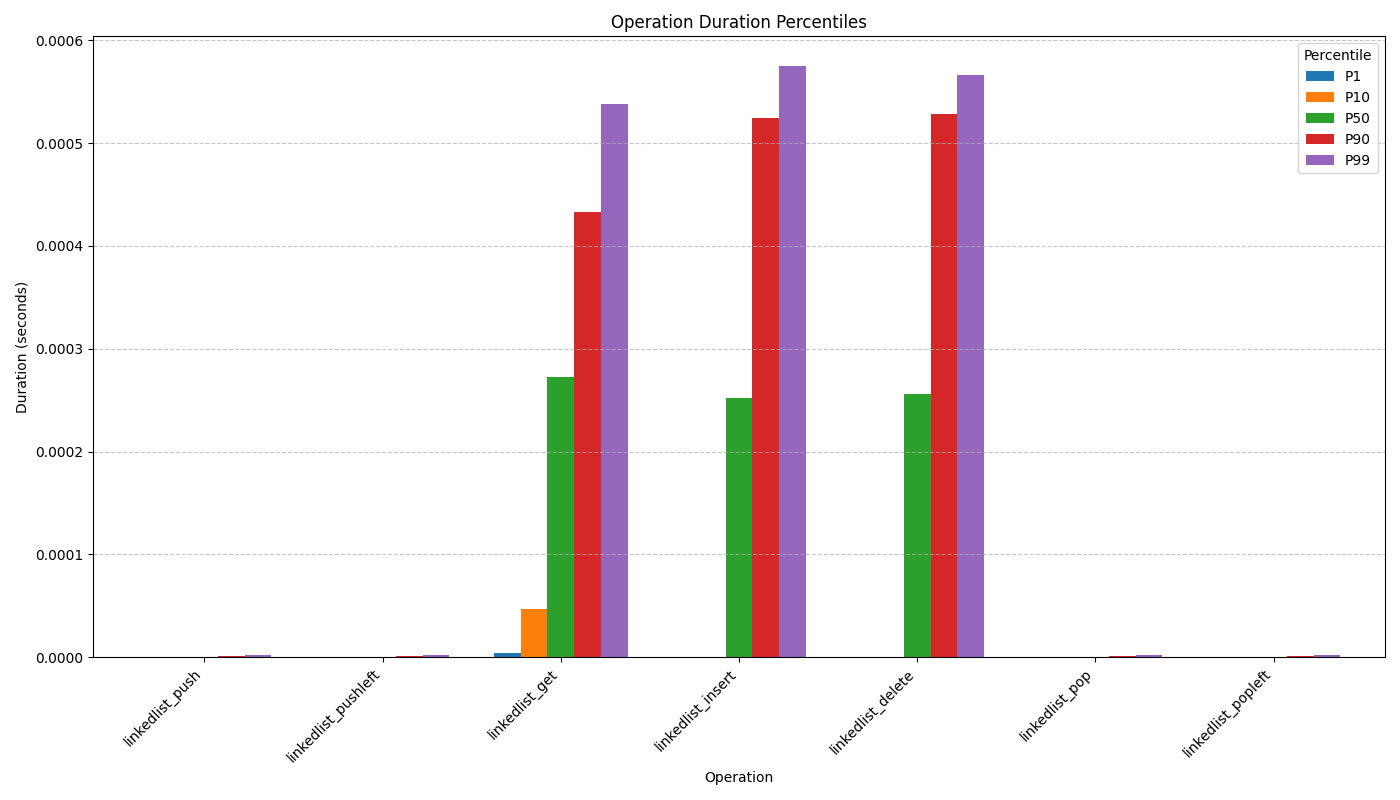 Operation Duration Percentiles
Percentile
P1
P10
P50
P90
P99
Duration (seconds)
0.0006
0.0005
0.0004
0.0003
0.0002
0.0001
0.0000
linkedlist_push
linkedlist_pushleft
linkedlist_get
linkedlist_insert
linkedlist_delete
linkedlist_pop
linkedlist_popleft
Operation